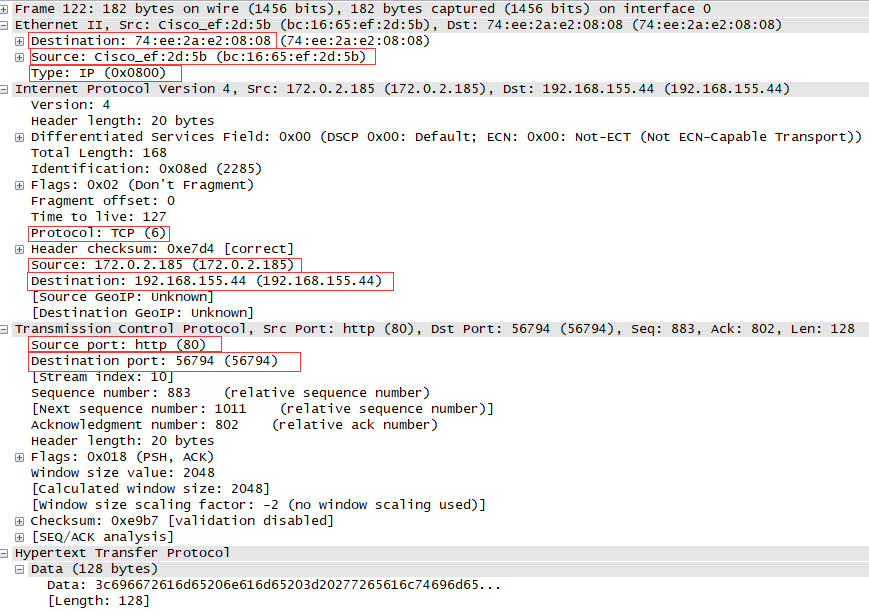 Frame 122: 182 bytes on wire (1456 bits), 182 bytes captured (1456 bits) on interface 0
Ethernet II, Src: Cisco_ef:2d:5b (bc:16:65:ef:2d:5b), Dst: 74:ee:2a:e2:08:08 (74:ee:2a:e2:08:08)
Destination: 74:ee:2a:e2:08:08 (74:ee:2a:e2:08:08)
Source: Cisco_ef:2d:5b (bc:16:65:ef:2d:5b)
Type: IP (0x0800)
Internet Protocol Version 4, Src: 172.0.2.185 (172.0.2.185), Dst: 192.168.155.44 (192.168.155.44)
Version: 4
Header length: 20 bytes
Differentiated Services Field: 0x00 (DSCP 0x00: Default; ECN: 0x00: Not-ECT (Not ECN-Capable Transport))
Total Length: 168
Identification: 0x08ed (2285)
Flags: 0x02 (Don't Fragment)
Fragment offset: 0
Time to live: 127
Protocol: TCP (6)
Header checksum: 0xe7d4 [correct]
Source: 172.0.2.185 (172.0.2.185)
Destination: 192.168.155.44 (192.168.155.44)
[Source GeoIP: Unknown]
[Destination GeoIP: Unknown]
Transmission Control Protocol, Src Port: http (80), Dst Port: 56794 (56794), Seq: 883, Ack: 802, Len: 128
Source port: http (80)
Destination port: 56794 (56794)
[Stream index: 10]
Sequence number: 883    (relative sequence number)
[Next sequence number: 1011    (relative sequence number)]
Acknowledgment number: 802    (relative ack number)
Header length: 20 bytes
Flags: 0x018 (PSH, ACK)
Window size value: 2048
[Calculated window size: 2048]
[Window size scaling factor: -2 (no window scaling used)]
Checksum: 0xe9b7 [validation disabled]
[SEQ/ACK analysis]
Hypertext Transfer Protocol
Data (128 bytes)
Data: 3c696672616d65206e616d65203d20277265616c74696d65...
[Length: 128]